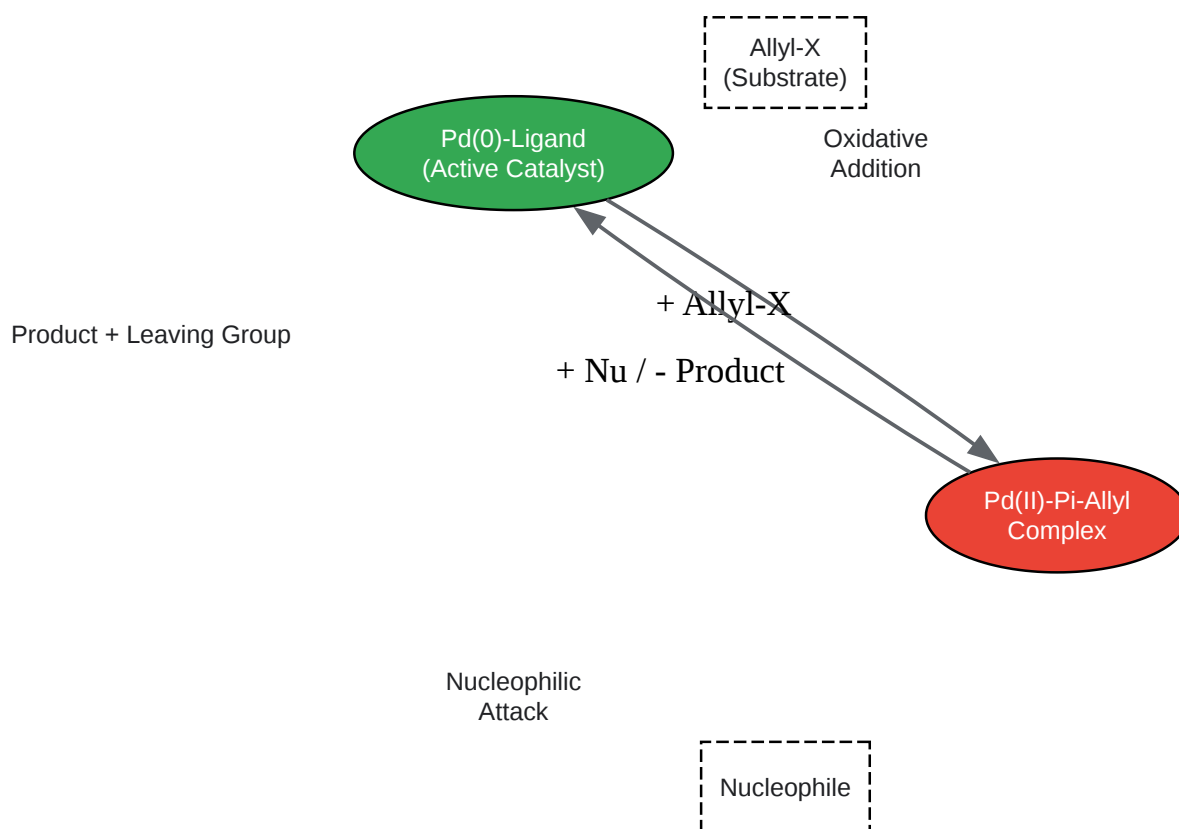 Allyl-X
(Substrate)
Pd(0)-Ligand
(Active Catalyst)
Oxidative
Addition
+ Allyl-X
Product + Leaving Group
+ Nu / - Product
Pd(II)-Pi-Allyl
Complex
Nucleophilic
Attack
Nucleophile